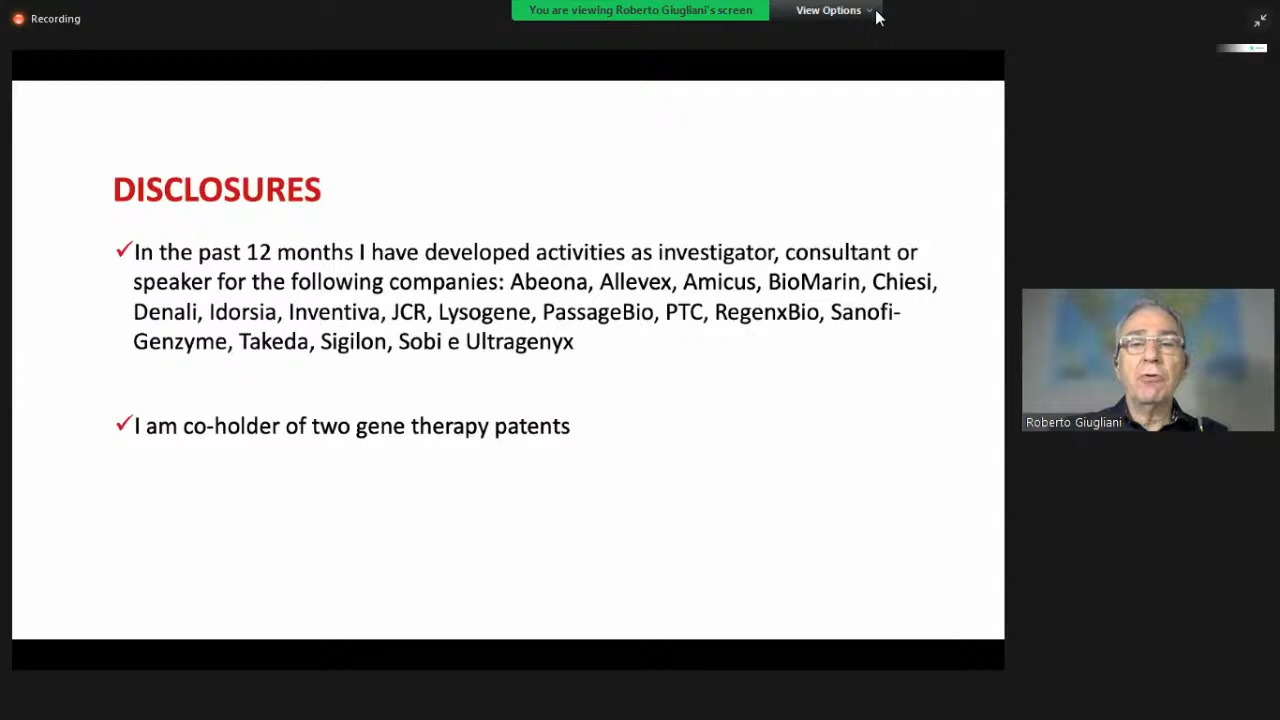 Recording
You are viewing Roberto Giugliani's screen
View Options
DISCLOSURES
✓In the past 12 months I have developed activities as investigator, consultant or
speaker for the following companies: Abeona, Allevex, Amicus, BioMarin, Chiesi,
Denali, Idorsia, Inventiva, JCR, Lysogene, PassageBio, PTC, RegenxBio, Sanofi-
Genzyme, Takeda, Sigilon, Sobi e Ultragenyx
✓I am co-holder of two gene therapy patents
Roberto Giugliani